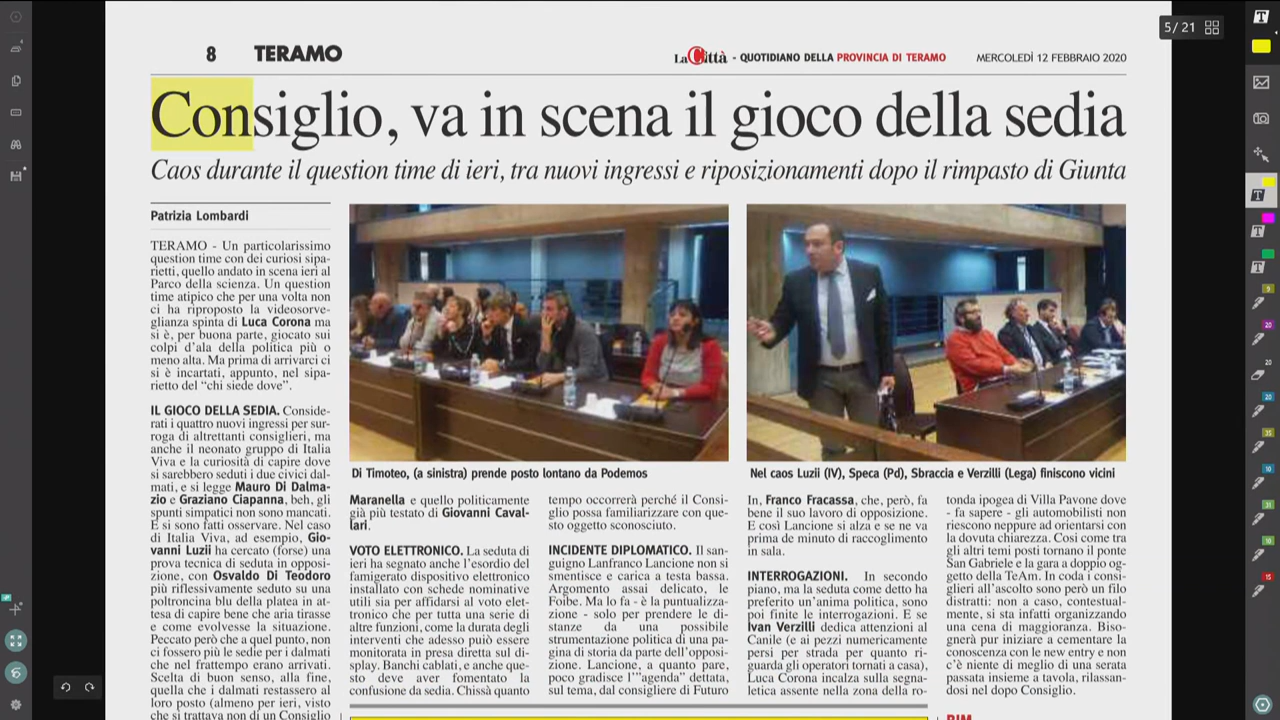 5/21
8
TERAMO
La Città - QUOTIDIANO DELLA PROVINCIA DI TERAMO
MERCOLEDÌ 12 FEBBRAIO 2020
Consiglio, va in scena il gioco della sedia
Caos durante il question time di ieri, tra nuovi ingressi e riposizionamenti dopo il rimpasto di Giunta
Patrizia Lombardi
TERAMO - Un particolarissimo
question time con dei curiosi sipa-
rietti, quello andato in scena ieri al
Parco della scienza. Un question
time atipico che per una volta non
ci ha riproposto la videosorve-
glianza spinta di Luca Corona ma
si è, per buona parte, giocato sui
colpi d'ala della politica più o
meno alta. Ma prima di arrivarci ci
si è incartati, appunto, nel sipa-
rietto del "chi siede dove".
IL GIOCO DELLA SEDIA. Conside-
rati i quattro nuovi ingressi per sur-
roga di altrettanti consiglieri, ma
anche il neonato gruppo di Italia
Viva e la curiosità di capire dove
si sarebbero seduti i due civici dal-
mati, e si legge Mauro Di Dalma-
zio e Graziano Ciapanna, beh, gli
spunti simpatici non sono mancati.
E si sono fatti osservare. Nel caso
di Italia Viva, ad esempio, Gio-
vanni Luzii ha cercato (forse) una
prova tecnica di seduta in opposi-
zione, con Osvaldo Di Teodoro
più riflessivamente seduto su una
poltroncina blu della platea in at-
tesa di capire bene che aria tirasse
e come evolvesse la situazione.
Peccato però che a quel punto, non
ci fossero più le sedie per i dalmati
che nel frattempo erano arrivati.
Scelta di buon senso, alla fine,
quella che i dalmati restassero al
loro posto (almeno per ieri, visto
che si trattava non di un Consiglio
Di Timoteo, (a sinistra) prende posto lontano da Podemos
Nel caos Luzii (IV), Speca (Pd), Sbraccia e Verzilli (Lega) finiscono vicini
Maranella e quello politicamente
già più testato di Giovanni Caval-
lari.
VOTO ELETTRONICO. La seduta di
ieri ha segnato anche l'esordio del
famigerato dispositivo elettronico
installato con schede nominative
utili sia per affidarsi al voto elet-
tronico che per tutta una serie di
altre funzioni, come la durata degli
interventi che adesso può essere
monitorata in presa diretta sul di-
splay. Banchi cablati, e anche que-
sto deve aver fomentato la
confusione da sedia. Chissà quanto
tempo occorrerà perché il Consi-
glio possa familiarizzare con que-
sto oggetto sconosciuto.
INCIDENTE DIPLOMATICO. Il san-
guigno Lanfranco Lancione non si
smentisce e carica a testa bassa.
Argomento assai delicato, le
Foibe. Ma lo fa - è la puntualizza-
zione - solo per prendere le di-
stanze da una possibile
strumentazione politica di una pa-
gina di storia da parte dell'opposi-
zione. Lancione, a quanto pare,
poco gradisce l'"agenda" dettata,
sul tema, dal consigliere di Futuro
In, Franco Fracassa, che, però, fa
bene il suo lavoro di opposizione.
E così Lancione si alza e se ne va
prima de minuto di raccoglimento
in sala.
INTERROGAZIONI. In secondo
piano, ma la seduta come detto ha
preferito un'anima politica, sono
poi finite le interrogazioni. E se
Ivan Verzilli dedica attenzioni al
Canile (e ai pezzi numericamente
persi per strada per quanto ri-
guarda gli operatori tornati a casa),
Luca Corona incalza sulla segna-
letica assente nella zona della ro-
tonda ipogea di Villa Pavone dove
- fa sapere - gli automobilisti non
riescono neppure ad orientarsi con
la dovuta chiarezza. Così come tra
gli altri temi posti tornano il ponte
San Gabriele e la gara a doppio og-
getto della TeAm. In coda i consi-
glieri all'ascolto sono però un filo
distratti: non a caso, contestual-
mente, si sta infatti organizzando
una cena di maggioranza. Biso-
gnerà pur iniziare a cementare la
conoscenza con le new entry e non
c'è niente di meglio di una serata
passata insieme a tavola, rilassan-
dosi nel dopo Consiglio.